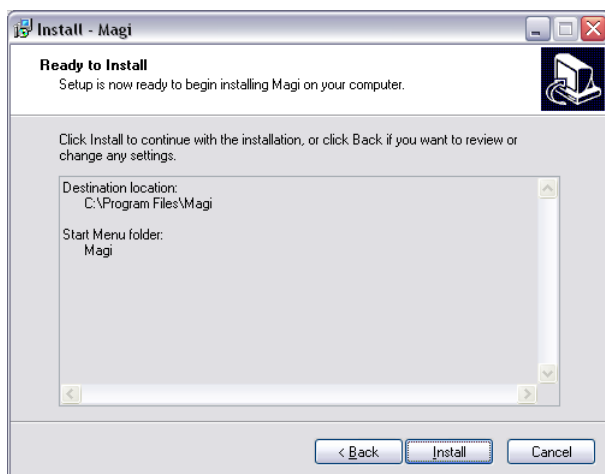 Install - Magi
Ready to Install
Setup is now ready to begin installing Magi on your computer.
Click Install to continue with the installation, or click Back if you want to review or
change any settings.
Destination location:
C:\Program Files\Magi
Start Menu folder:
Magi
< Back
Install
Cancel